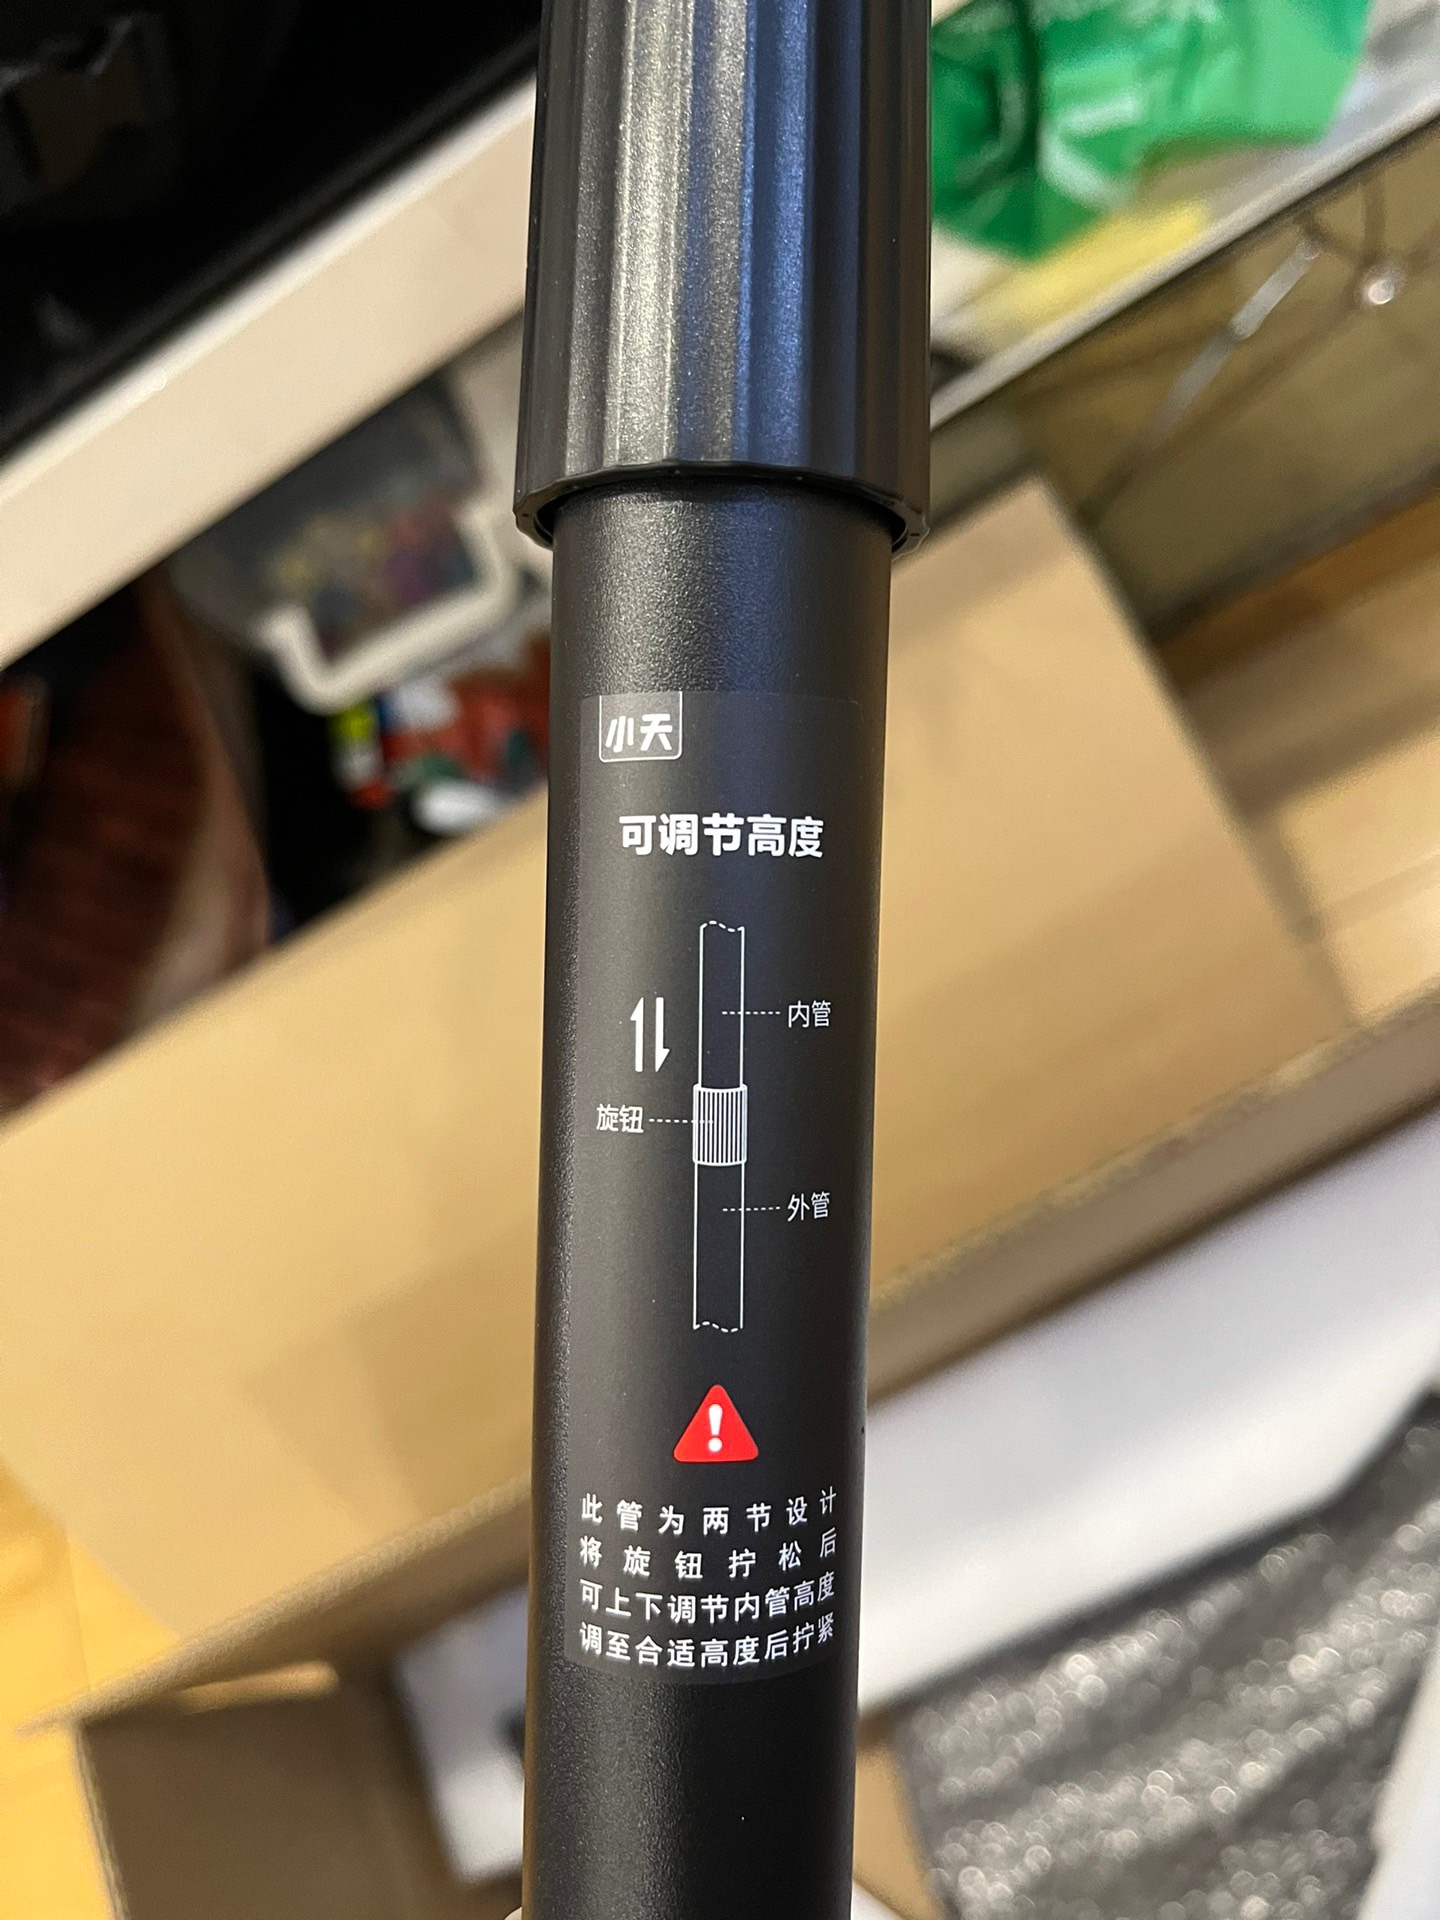 小天
可调节高度
内管
旋钮
外管
此管为两节设计
将旋钮拧松后
可上下调节内管高度
调至合适高度后拧紧